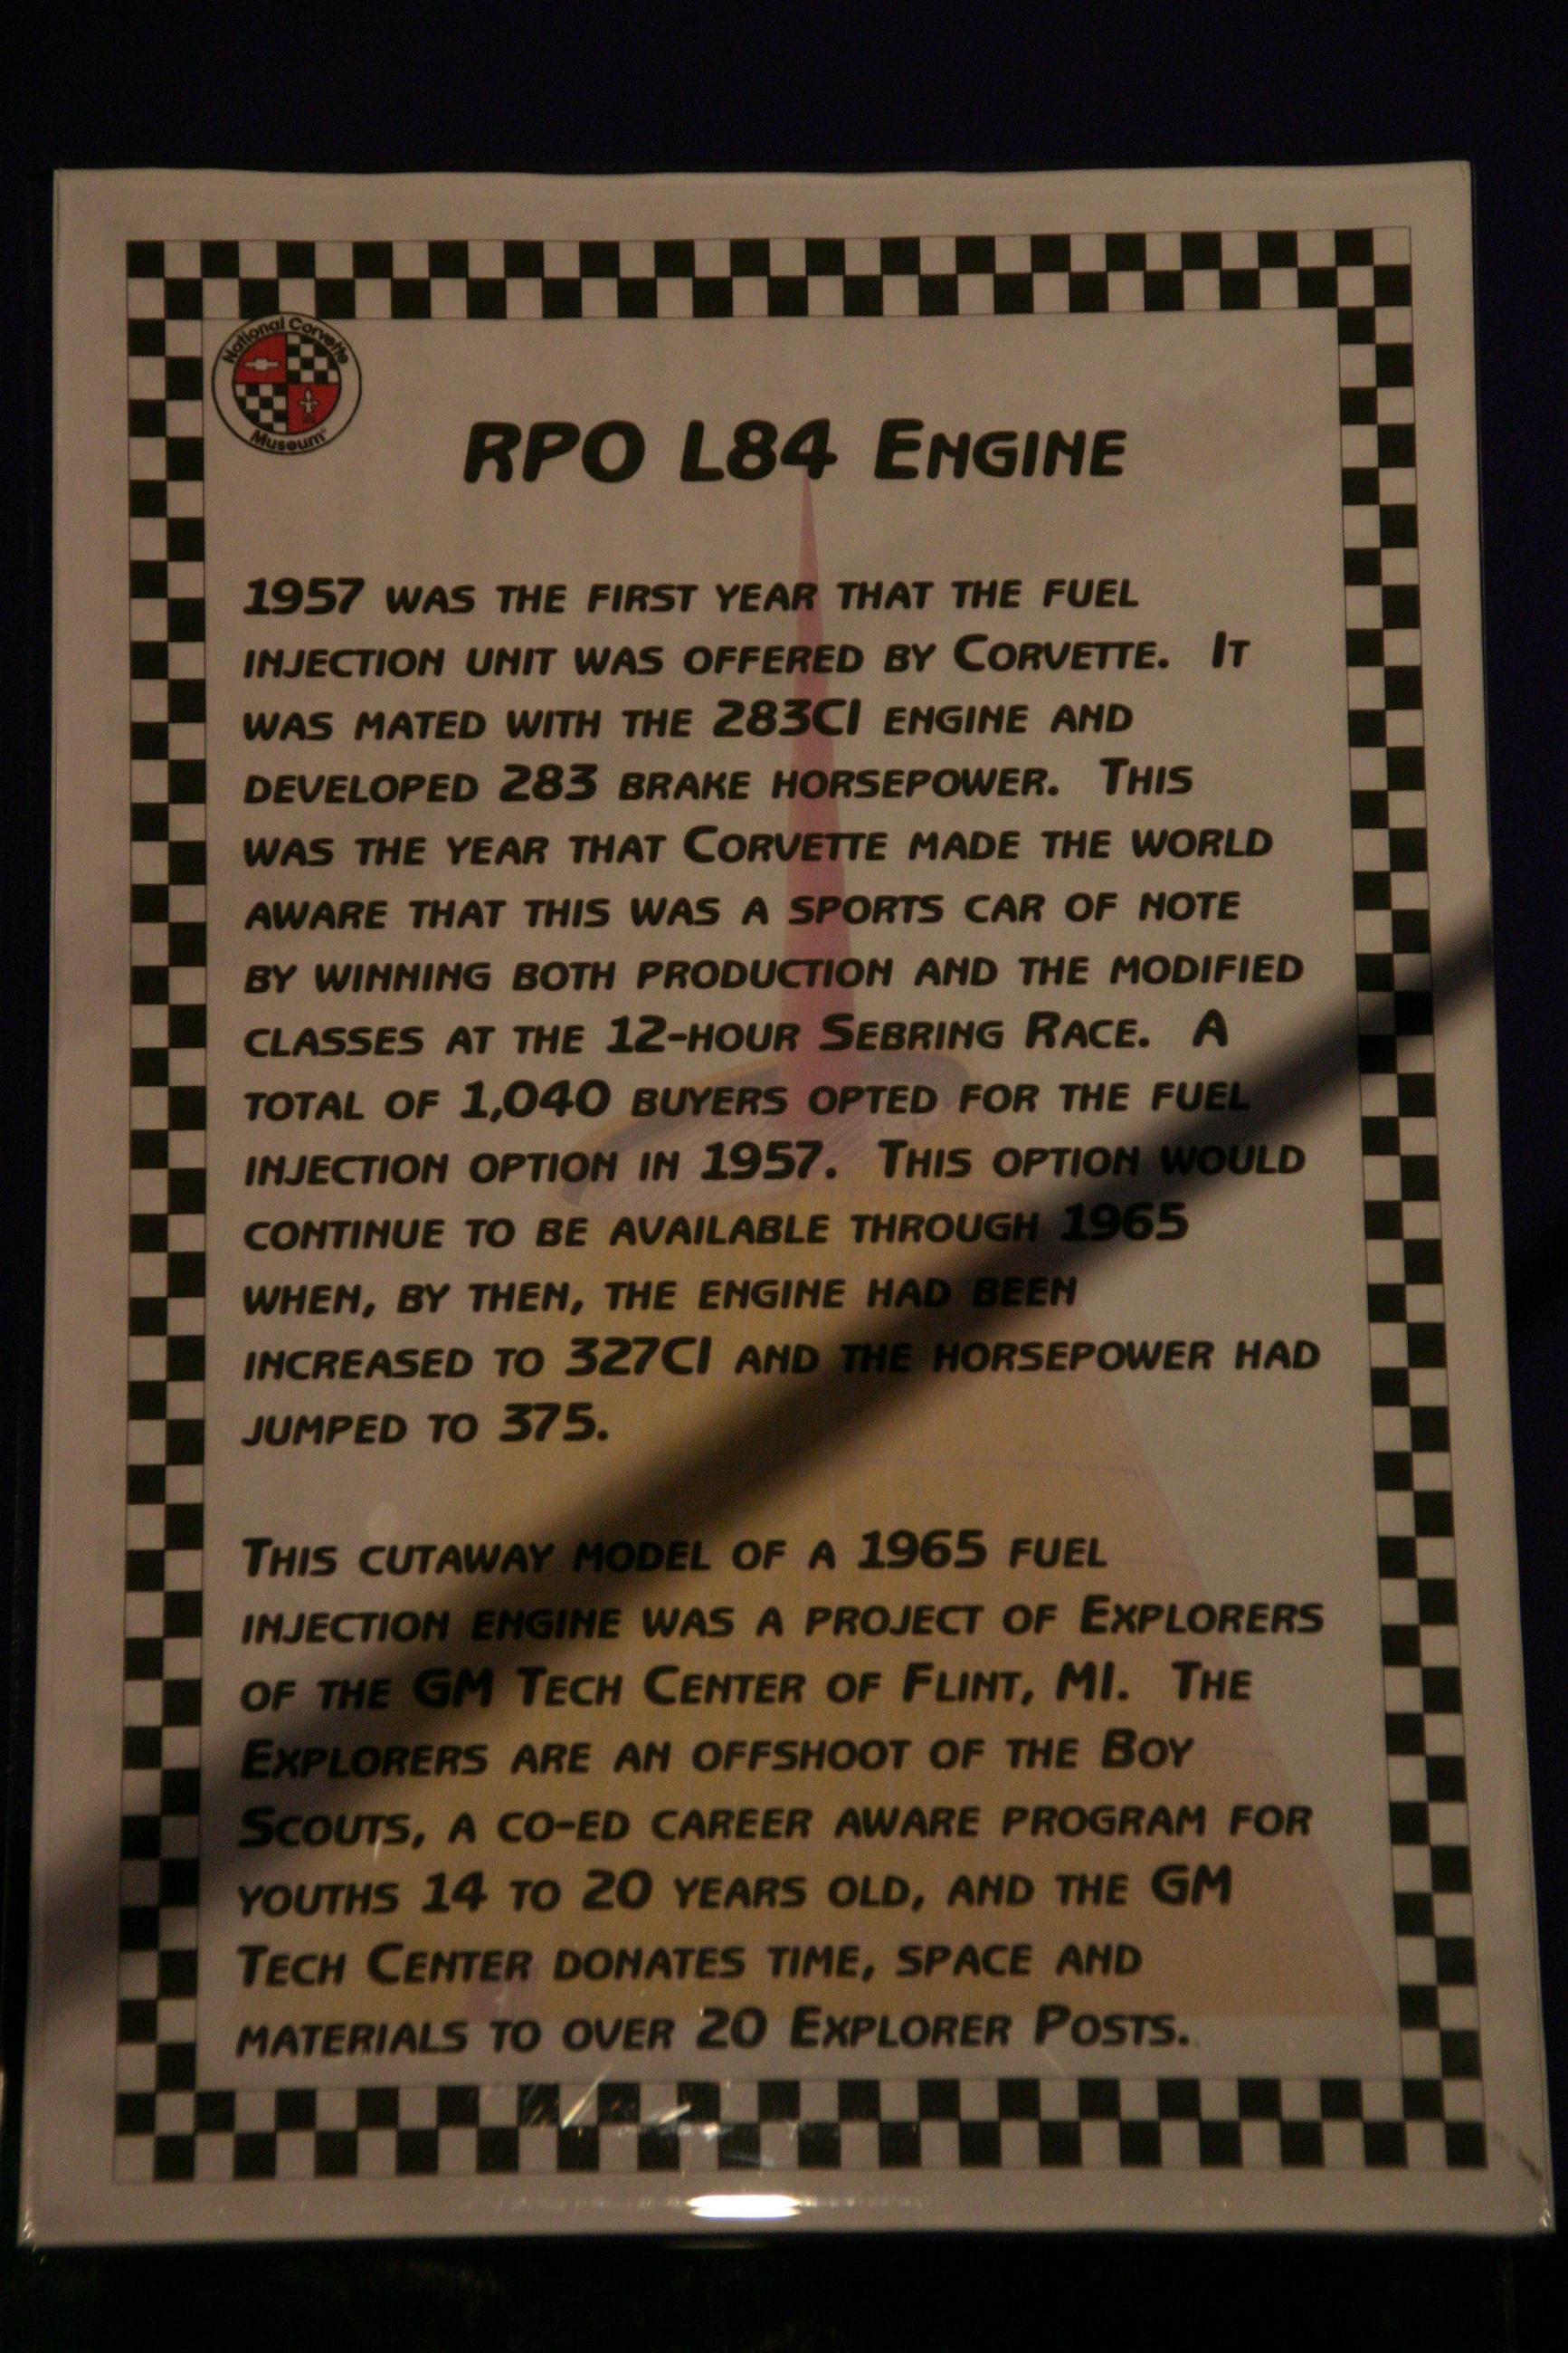 National Corvette
Museum
RPO L84 ENGINE
1957 WAS THE FIRST YEAR THAT THE FUEL
INJECTION UNIT WAS OFFERED BY CORVETTE. IT
WAS MATED WITH THE 283CI ENGINE AND
DEVELOPED 283 BRAKE HORSEPOWER. THIS
WAS THE YEAR THAT CORVETTE MADE THE WORLD
AWARE THAT THIS WAS A SPORTS CAR OF NOTE
BY WINNING BOTH PRODUCTION AND THE MODIFIED
CLASSES AT THE 12-HOUR SEBRING RACE. A
TOTAL OF 1,040 BUYERS OPTED FOR THE FUEL
INJECTION OPTION IN 1957. THIS OPTION WOULD
CONTINUE TO BE AVAILABLE THROUGH 1965
WHEN, BY THEN, THE ENGINE HAD BEEN
INCREASED TO 327CI AND THE HORSEPOWER HAD
JUMPED TO 375.
THIS CUTAWAY MODEL OF A 1965 FUEL
INJECTION ENGINE WAS A PROJECT OF EXPLORERS
OF THE GM TECH CENTER OF FLINT, MI. THE
EXPLORERS ARE AN OFFSHOOT OF THE BOY
SCOUTS, A CO-ED CAREER AWARE PROGRAM FOR
YOUTHS 14 TO 20 YEARS OLD, AND THE GM
TECH CENTER DONATES TIME, SPACE AND
MATERIALS TO OVER 20 EXPLORER POSTS.